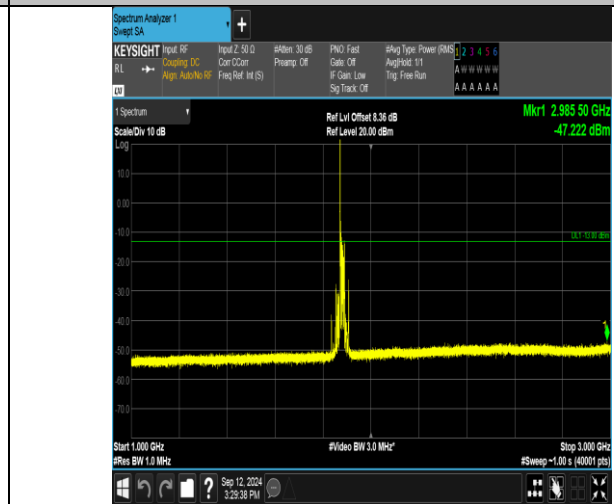 Spectrum Analyzer 1
Swept SA
+
KEYSIGHT Input: RF Input Z: 50 Ω #Atten: 30 dB PNO: Fast #Avg Type: Power (RMS 1 2 3 4 5 6
RL Coupling: DC Corr CCorr Preamp: Off Gate: Off Avg|Hold: 1/1 A W W W W W
Align: Auto/No RF Freq Ref: Int (S) IF Gain: Low Trig: Free Run
LXI Sig Track: Off A A A A A A
1 Spectrum Ref Lvl Offset 8.36 dB Mkr1 2.985 50 GHz
Scale/Div 10 dB Ref Level 20.00 dBm -47.222 dBm
Log
10.0
0.00
-10.0
DL1 -13.00 dBm
-20.0
-30.0
-40.0
-50.0
-60.0
-70.0
Start 1.000 GHz #Video BW 3.0 MHz* Stop 3.000 GHz
#Res BW 1.0 MHz #Sweep ~1.00 s (40001 pts)
? Sep 12, 2024
3:29:38 PM